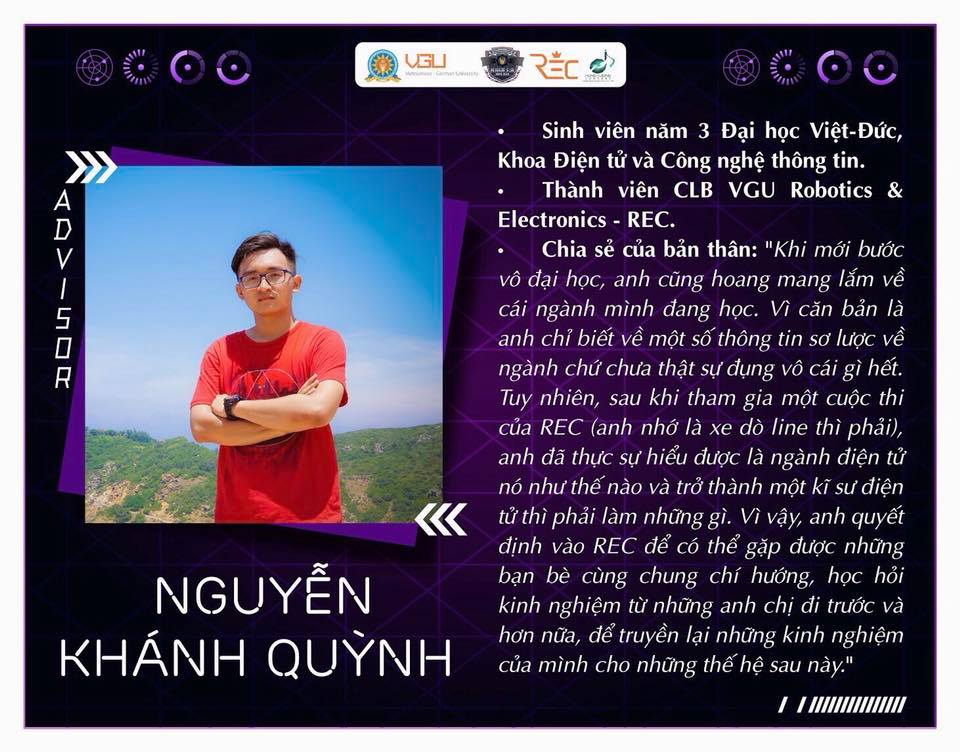 VGU
Vietnamese - German University
REC
ADVISOR
NGUYỄN
KHÁNH QUỲNH
• Sinh viên năm 3 Đại học Việt-Đức,
Khoa Điện tử và Công nghệ thông tin.
• Thành viên CLB VGU Robotics &
Electronics - REC.
• Chia sẻ của bản thân: "Khi mới bước
vô đại học, anh cũng hoang mang lắm về
cái ngành mình đang học. Vì căn bản là
anh chỉ biết về một số thông tin sơ lược về
ngành chứ chưa thật sự đụng vô cái gì hết.
Tuy nhiên, sau khi tham gia một cuộc thi
của REC (anh nhớ là xe dò line thì phải),
anh đã thực sự hiểu được là ngành điện tử
nó như thế nào và trở thành một kĩ sư điện
tử thì phải làm những gì. Vì vậy, anh quyết
định vào REC để có thể gặp được những
bạn bè cùng chung chí hướng, học hỏi
kinh nghiệm từ những anh chị đi trước và
hơn nữa, để truyền lại những kinh nghiệm
của mình cho những thế hệ sau này."